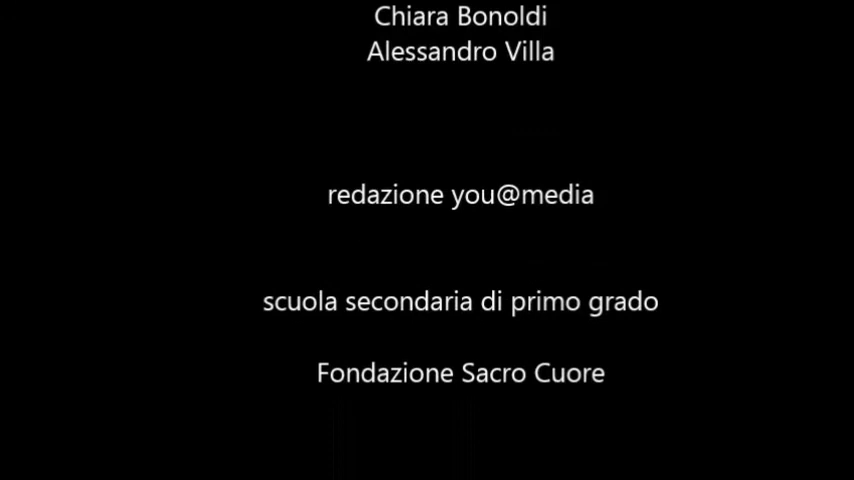 Chiara Bonoldi
Alessandro Villa
redazione you@media
scuola secondaria di primo grado
Fondazione Sacro Cuore